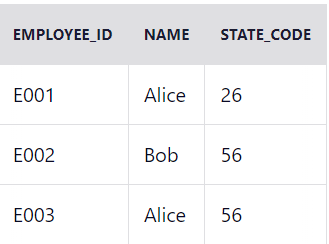 EMPLOYEE_ID NAME STATE_CODE
E001 Alice 26
E002 Bob 56
E003 Alice 56